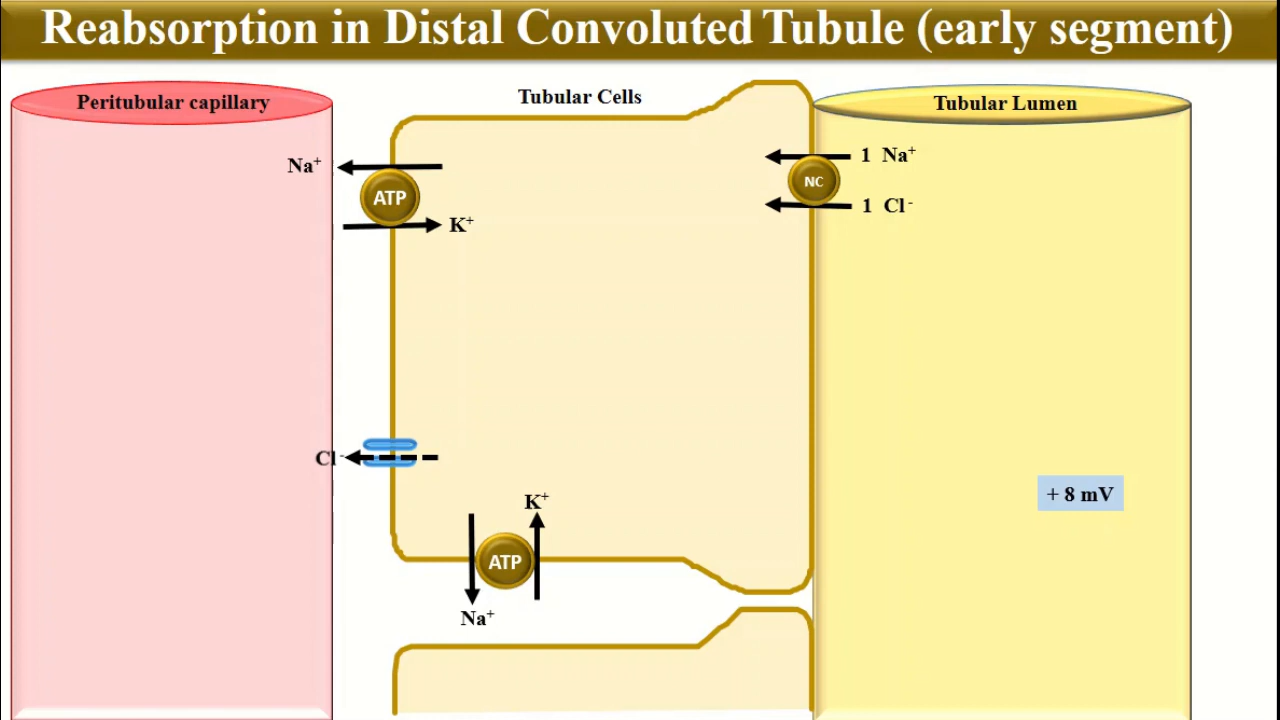 Reabsorption in Distal Convoluted Tubule (early segment)
Peritubular capillary
Tubular Cells
Tubular Lumen
Na⁺
ATP
K⁺
NC
1 Na⁺
1 Cl⁻
Cl⁻
+ 8 mV
K⁺
ATP
Na⁺